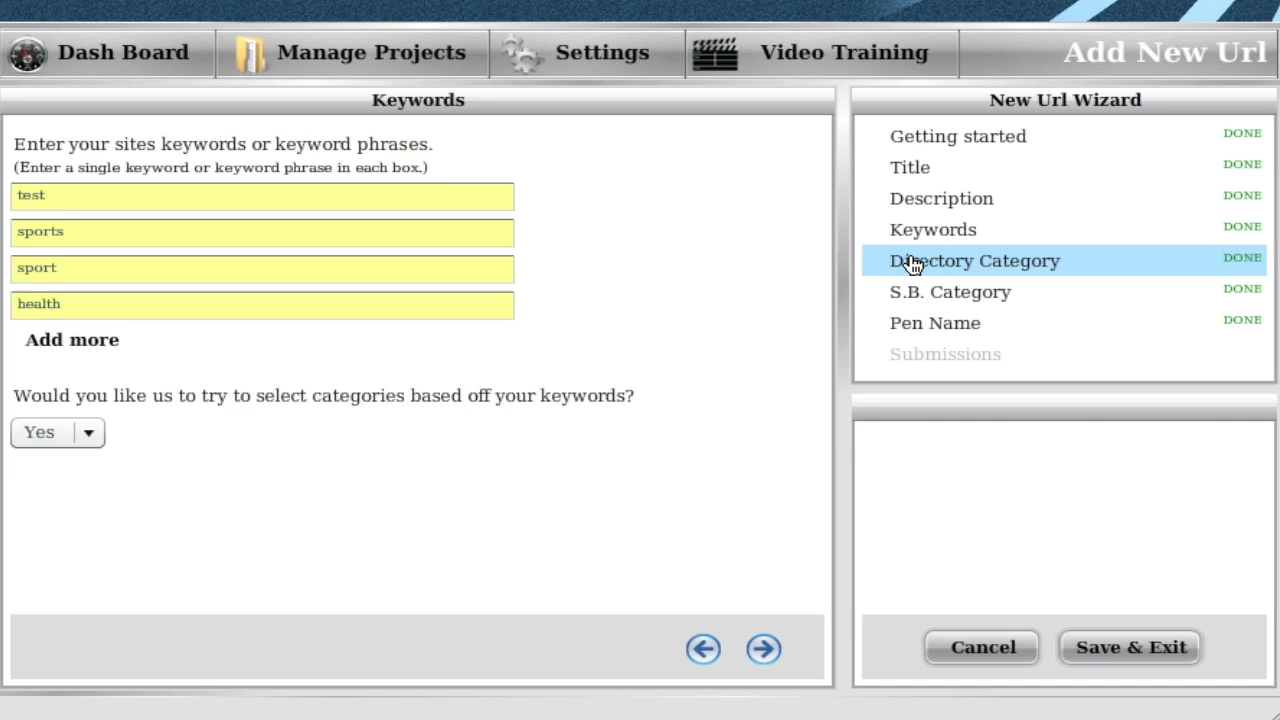 Dash Board
Manage Projects
Settings
Video Training
Add New Url
Keywords
Enter your sites keywords or keyword phrases.
(Enter a single keyword or keyword phrase in each box.)
test
sports
sport
health
Add more
Would you like us to try to select categories based off your keywords?
Yes
New Url Wizard
Getting started DONE
Title DONE
Description DONE
Keywords DONE
Directory Category DONE
S.B. Category DONE
Pen Name DONE
Submissions
Cancel
Save & Exit